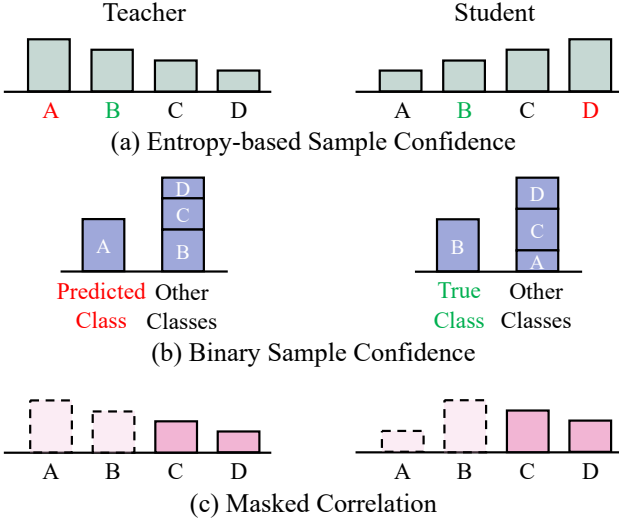 Teacher Student
A B C D A B C D
(a) Entropy-based Sample Confidence
D D
C C
A B B A
Predicted Other True Other
Class Classes Class Classes
(b) Binary Sample Confidence
A B C D A B C D
(c) Masked Correlation